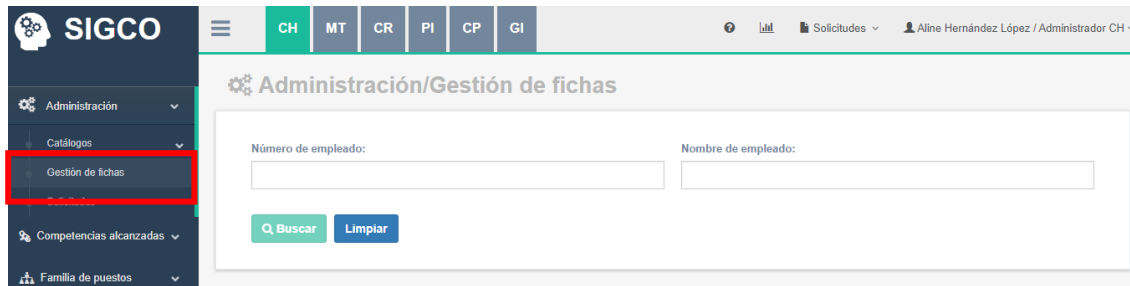 SIGCO
CH MT CR PI CP GI
Solicitudes
Aline Hernández López / Administrador CH
Administración/Gestión de fichas
Administración
Catálogos
Gestión de fichas
Solicitudes
Competencias alcanzadas
Familia de puestos
Número de empleado:
Nombre de empleado:
Buscar
Limpiar